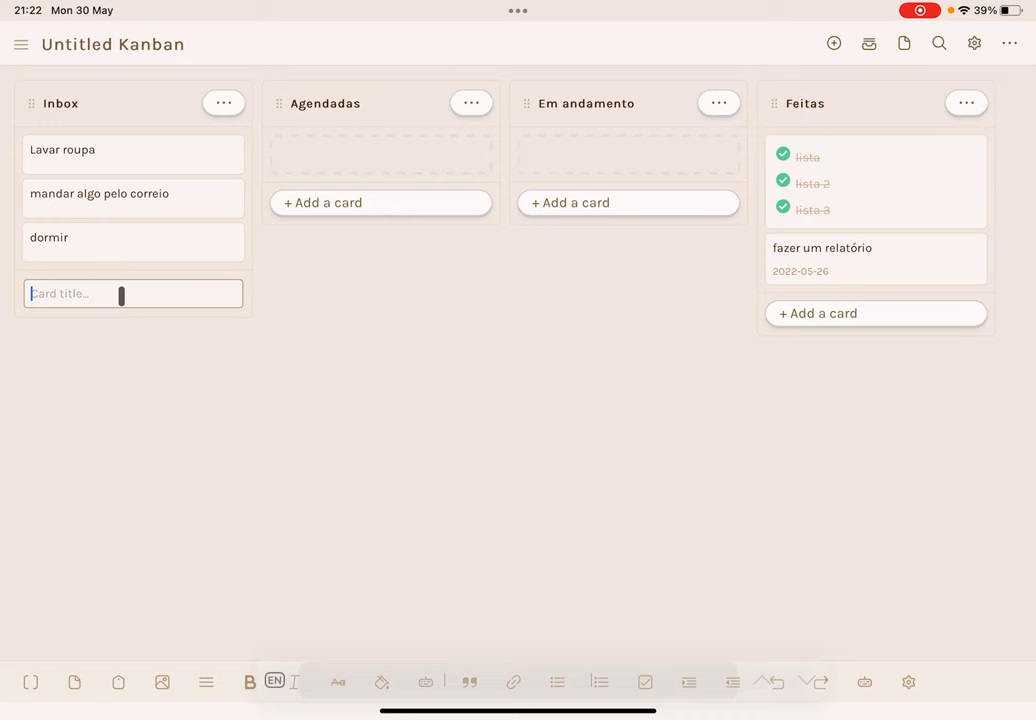 21:22 Mon 30 May
39%
Untitled Kanban
Inbox
Lavar roupa
mandar algo pelo correio
dormir
Card title...
Agendadas
+ Add a card
Em andamento
+ Add a card
Feitas
lista
lista 2
lista 3
fazer um relatório
2022-05-26
+ Add a card
B EN I Aa